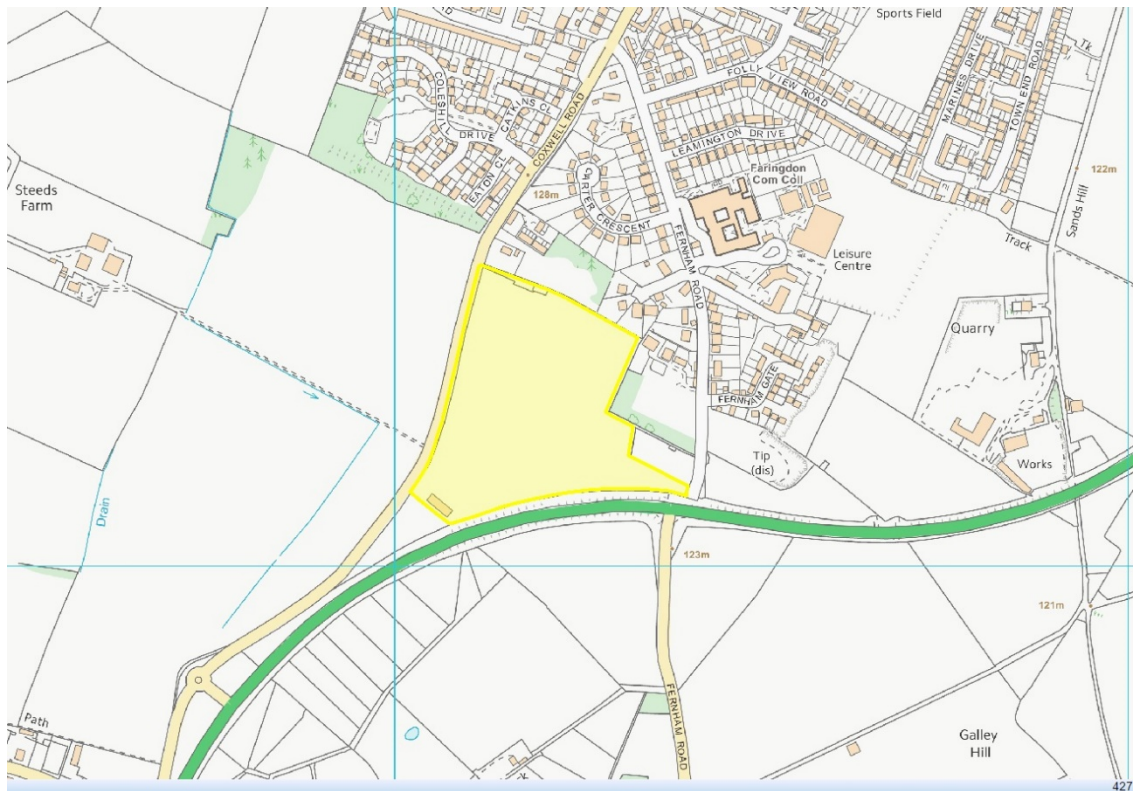 Sports Field
COLESHILL
DRIVE
CATKINS CL
EATON CL
COXWELL ROAD
FOLLY VIEW ROAD
LEAMINGTON DRIVE
MARINES DRIVE
TOWN END ROAD
Tk
Steeds
Farm
128m
CARTER CRESCENT
Faringdon
Com Coll
122m
Sands Hill
Track
FERNHAM ROAD
Leisure
Centre
Quarry
FERNHAM GATE
Tip
(dis)
Works
Drain
123m
121m
Path
FERNHAM ROAD
Galley
Hill
427